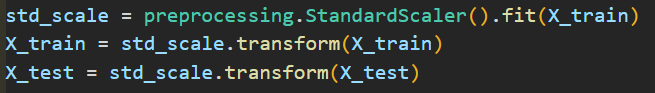 std_scale = preprocessing.StandardScaler().fit(X_train)
X_train = std_scale.transform(X_train)
X_test = std_scale.transform(X_test)